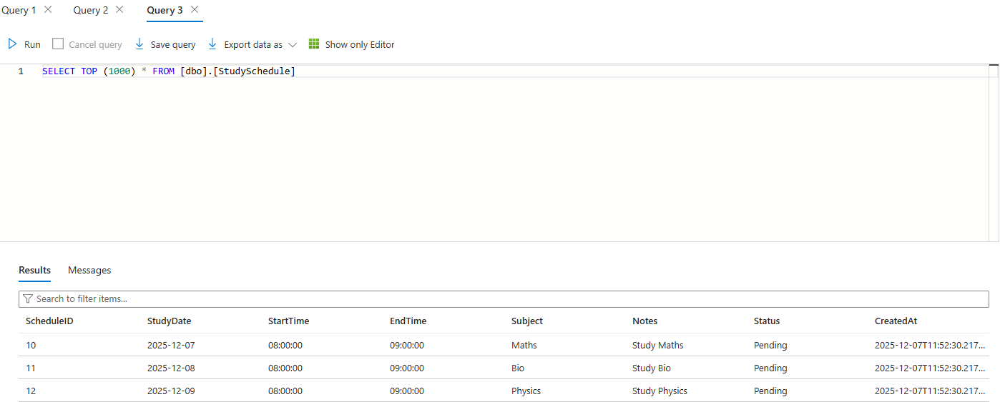 Query 1 Query 2 Query 3
Run Cancel query Save query Export data as Show only Editor
1 SELECT TOP (1000) * FROM [dbo].[StudySchedule]
Results Messages
Search to filter items...
ScheduleID StudyDate StartTime EndTime Subject Notes Status CreatedAt
10 2025-12-07 08:00:00 09:00:00 Maths Study Maths Pending 2025-12-07T11:52:30.217...
11 2025-12-08 08:00:00 09:00:00 Bio Study Bio Pending 2025-12-07T11:52:30.217...
12 2025-12-09 08:00:00 09:00:00 Physics Study Physics Pending 2025-12-07T11:52:30.217...